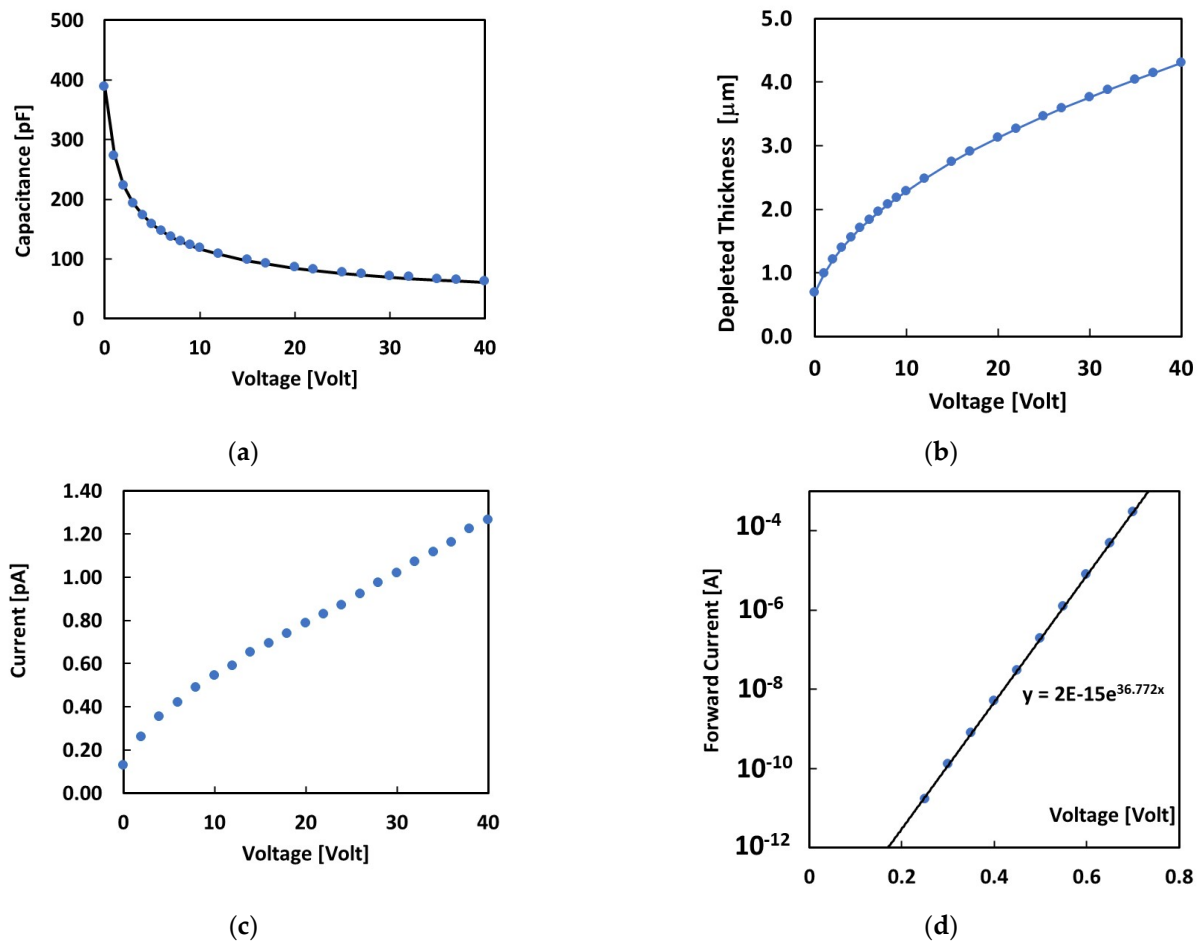 500
400
300
200
100
0
Capacitance [pF]
0 10 20 30 40
Voltage [Volt]
(a)
5.0
4.0
3.0
2.0
1.0
0.0
Depleted Thickness [μm]
0 10 20 30 40
Voltage [Volt]
(b)
1.40
1.20
1.00
0.80
0.60
0.40
0.20
0.00
Current [pA]
0 10 20 30 40
Voltage [Volt]
(c)
10⁻⁴
10⁻⁶
10⁻⁸
10⁻¹⁰
10⁻¹²
Forward Current [A]
y = 2E-15e³⁶·⁷⁷²ˣ
Voltage [Volt]
0 0.2 0.4 0.6 0.8
(d)